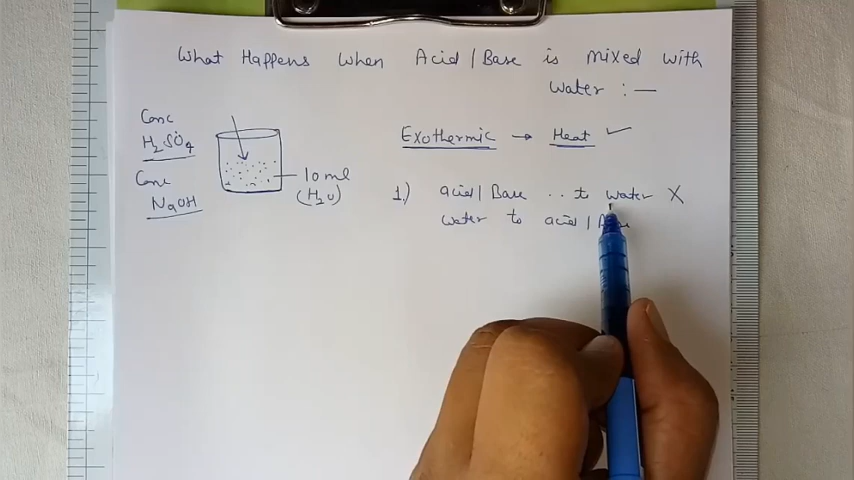 What Happens when Acid / Base is mixed with
water : —
Conc
H₂SO₄
Conc
NaOH
10 ml
(H₂O)
Exothermic → Heat ✓
1.) acid / Base .. to water X
water to acid /